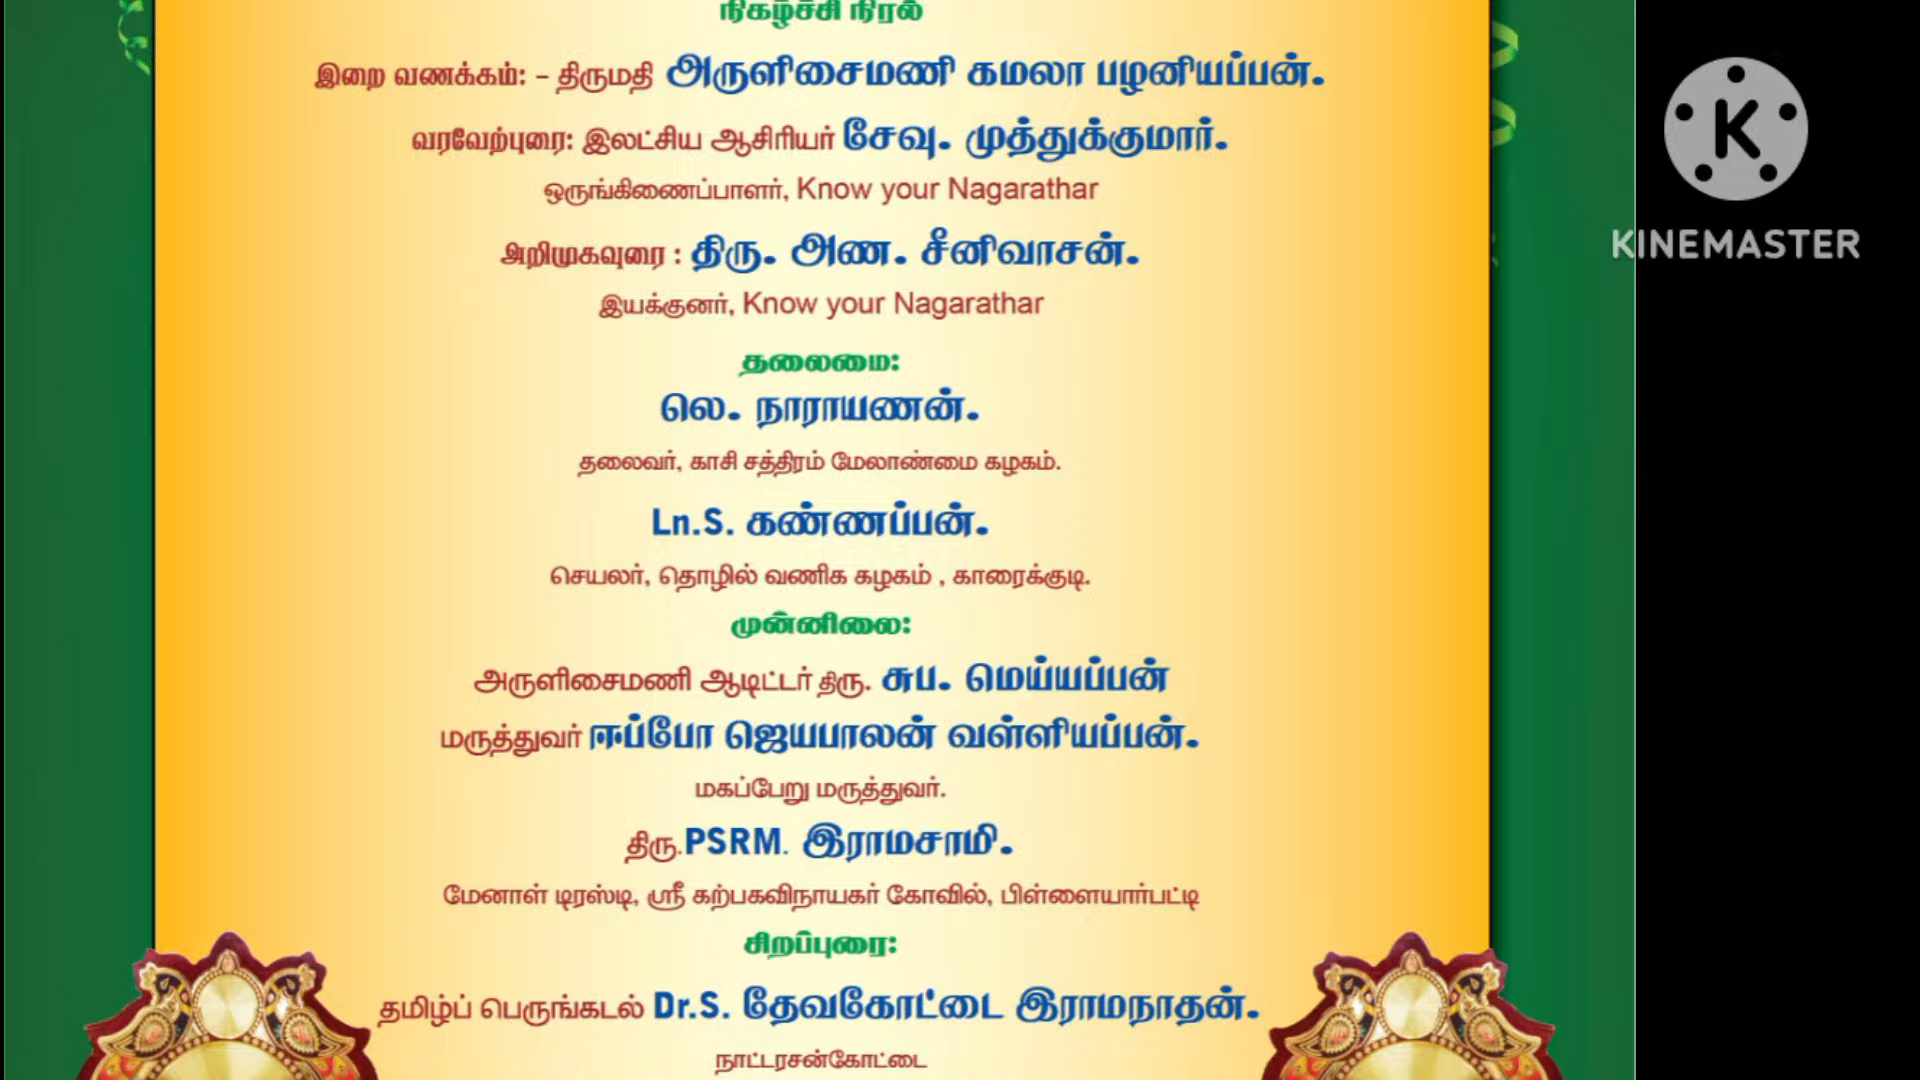 நிகழ்ச்சி நிரல்
இறை வணக்கம்: – திருமதி அருளிசைமணி கமலா பழனியப்பன்.
வரவேற்புரை: இலட்சிய ஆசிரியர் சேவு. முத்துக்குமார்.
ஒருங்கிணைப்பாளர், Know your Nagarathar
அறிமுகவுரை : திரு. அண. சீனிவாசன்.
இயக்குனர், Know your Nagarathar
தலைமை:
லெ. நாராயணன்.
தலைவர், காசி சத்திரம் மேலாண்மை கழகம்.
Ln.S. கண்ணப்பன்.
செயலர், தொழில் வணிக கழகம் , காரைக்குடி.
முன்னிலை:
அருளிசைமணி ஆடிட்டர் திரு. சுப. மெய்யப்பன்
மருத்துவர் ஈப்போ ஜெயபாலன் வள்ளியப்பன்.
மகப்பேறு மருத்துவர்.
திரு.PSRM. இராமசாமி.
மேனாள் டிரஸ்டி, ஸ்ரீ கற்பகவிநாயகர் கோவில், பிள்ளையார்பட்டி
சிறப்புரை:
தமிழ்ப் பெருங்கடல் Dr.S. தேவகோட்டை இராமநாதன்.
நாட்டரசன்கோட்டை
K
KINEMASTER